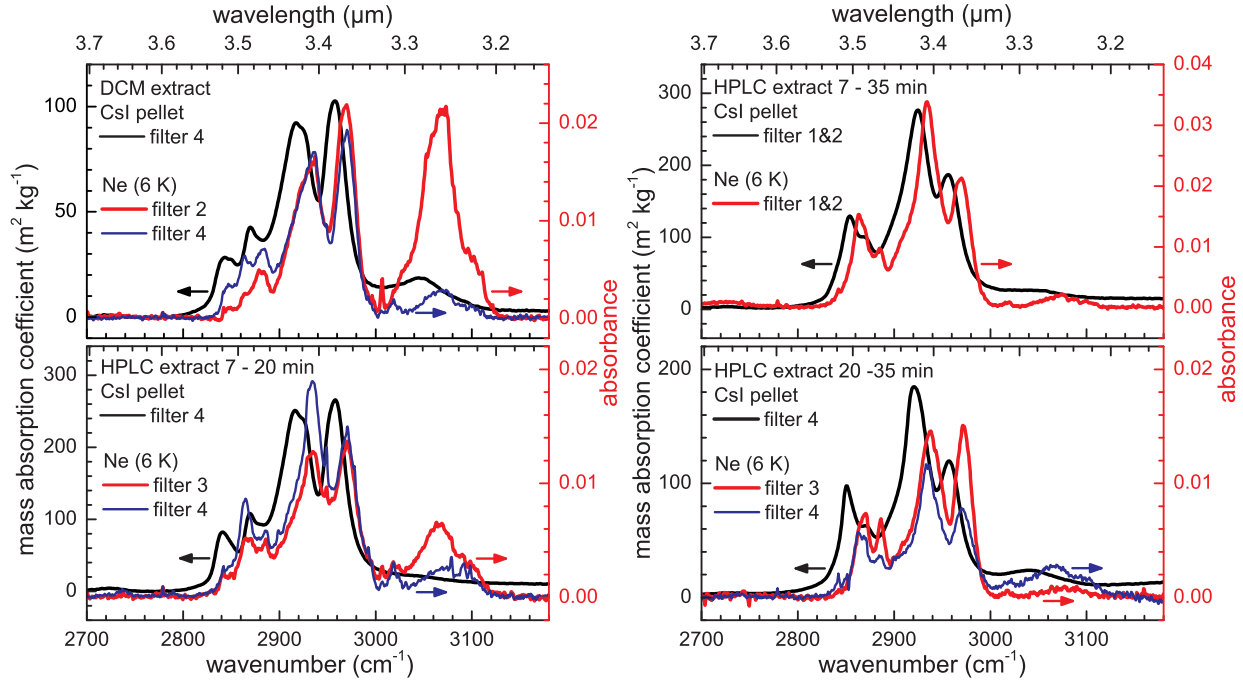 wavelength (µm)
3.7 3.6 3.5 3.4 3.3 3.2
DCM extract
CsI pellet
filter 4
Ne (6 K)
filter 2
filter 4
100
50
0
0.02
0.01
0.00
HPLC extract 7 - 20 min
CsI pellet
filter 4
Ne (6 K)
filter 3
filter 4
300
200
100
0
0.02
0.01
0.00
mass absorption coefficient (m² kg⁻¹)
absorbance
2700 2800 2900 3000 3100
wavenumber (cm⁻¹)
wavelength (µm)
3.7 3.6 3.5 3.4 3.3 3.2
HPLC extract 7 - 35 min
CsI pellet
filter 1&2
Ne (6 K)
filter 1&2
300
200
100
0
0.04
0.03
0.02
0.01
0.00
HPLC extract 20 -35 min
CsI pellet
filter 4
Ne (6 K)
filter 3
filter 4
200
100
0
0.02
0.01
0.00
mass absorption coefficient (m² kg⁻¹)
absorbance
2700 2800 2900 3000 3100
wavenumber (cm⁻¹)